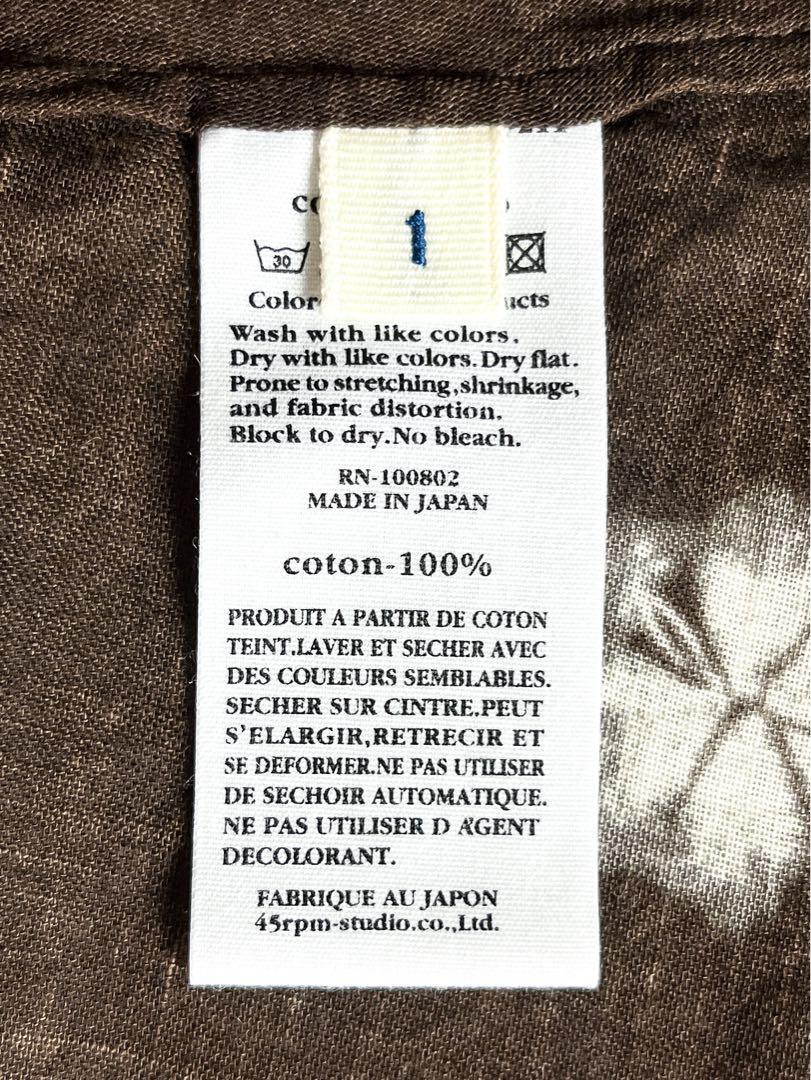 1
30
Wash with like colors.
Dry with like colors.Dry flat.
Prone to stretching,shrinkage,
and fabric distortion.
Block to dry.No bleach.
RN-100802
MADE IN JAPAN
coton-100%
PRODUIT A PARTIR DE COTON
TEINT.LAVER ET SECHER AVEC
DES COULEURS SEMBLABLES.
SECHER SUR CINTRE.PEUT
S'ELARGIR,RETRECIR ET
SE DEFORMER.NE PAS UTILISER
DE SECHOIR AUTOMATIQUE.
NE PAS UTILISER D A'GENT
DECOLORANT.
FABRIQUE AU JAPON
45rpm-studio.co.,Ltd.